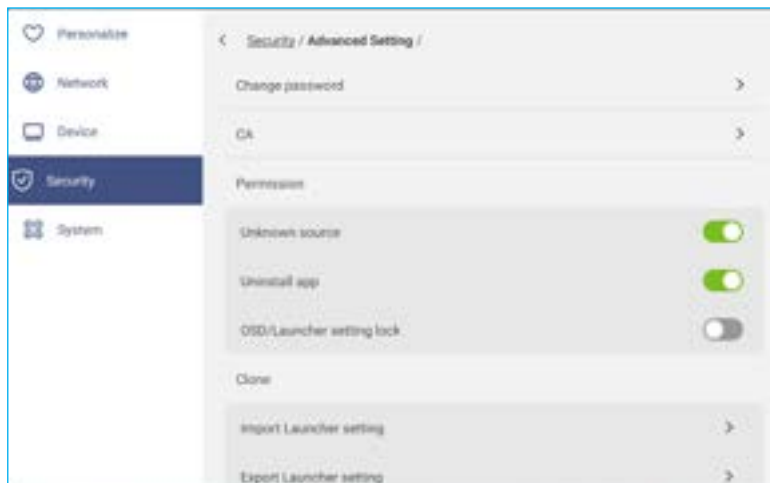 Personalize
Network
Device
Security
System
< Security / Advanced Setting /
Change password >
CA >
Permission
Unknown source
Uninstall app
OSD/Launcher setting lock
Clone
Import Launcher setting >
Export Launcher setting >